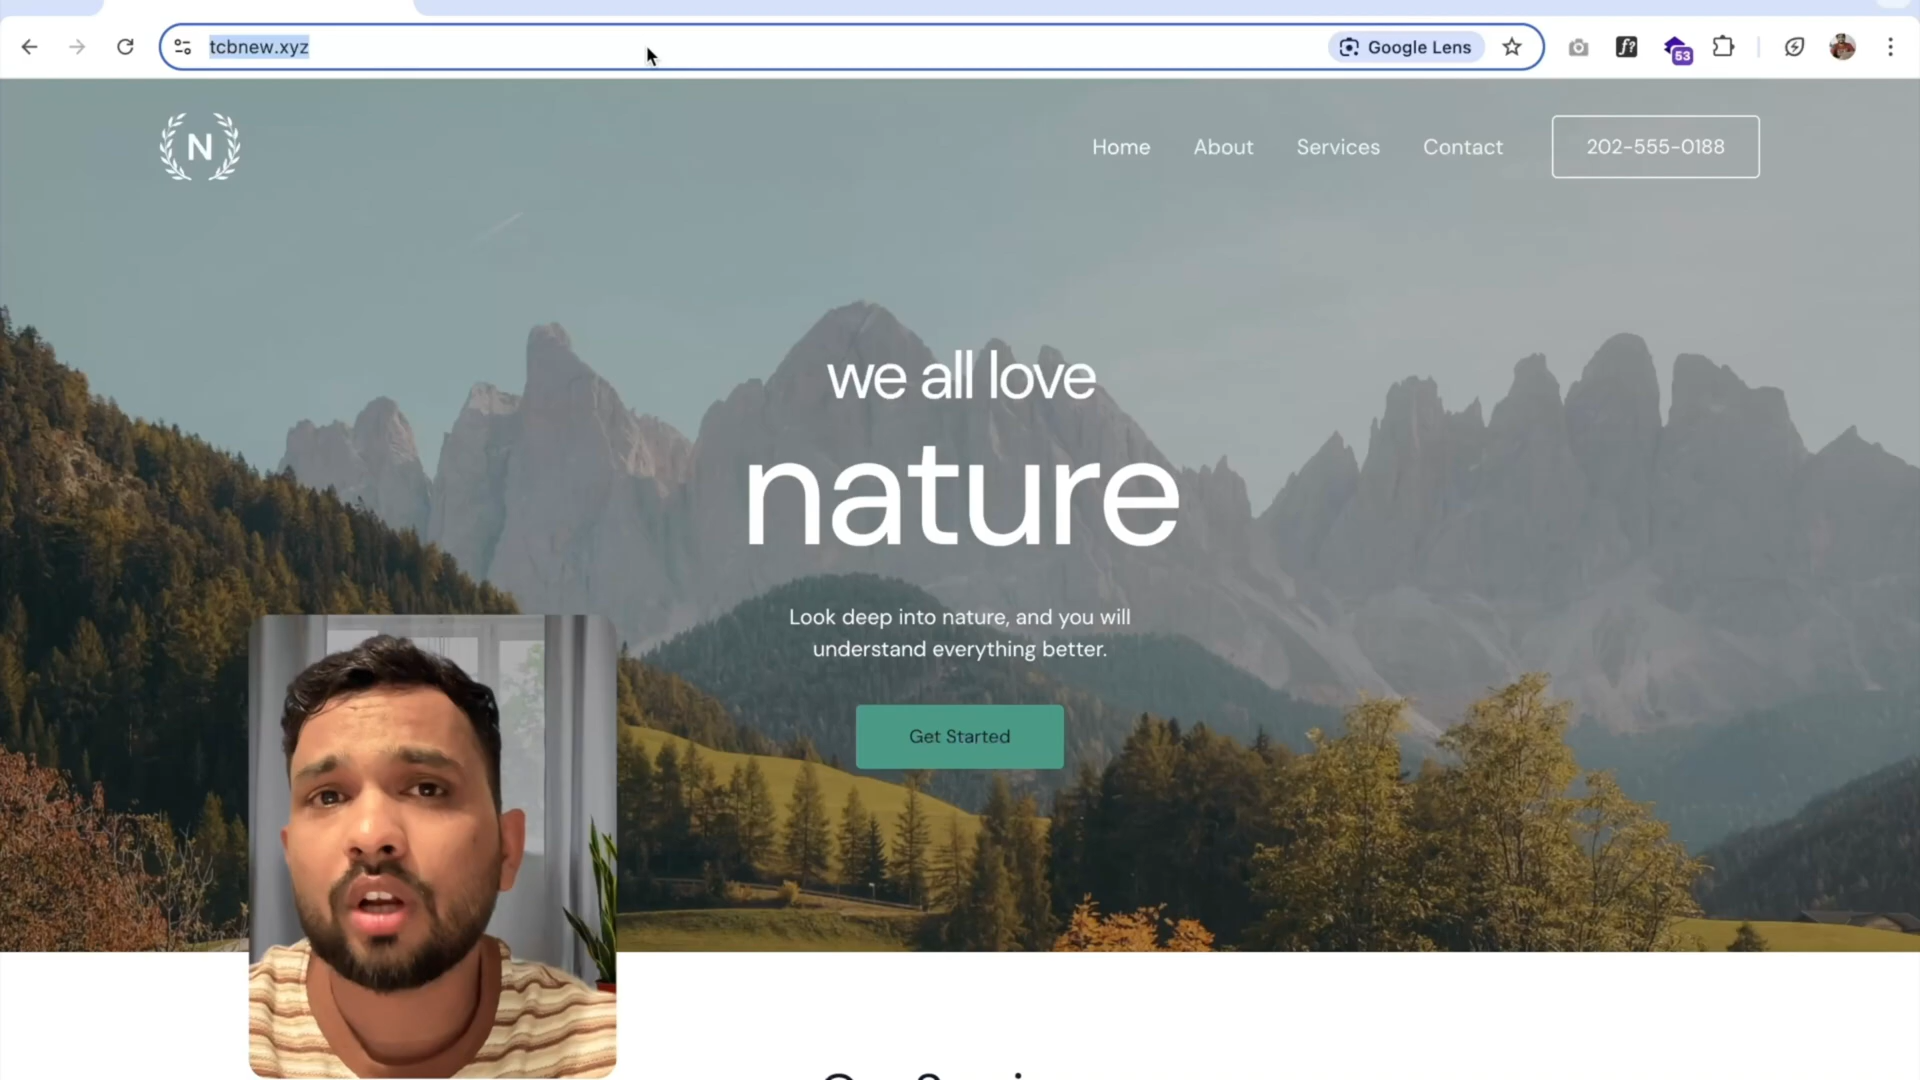 tcbnew.xyz
Google Lens
f?
53
N
Home
About
Services
Contact
202-555-0188
we all love
nature
Look deep into nature, and you will
understand everything better.
Get Started